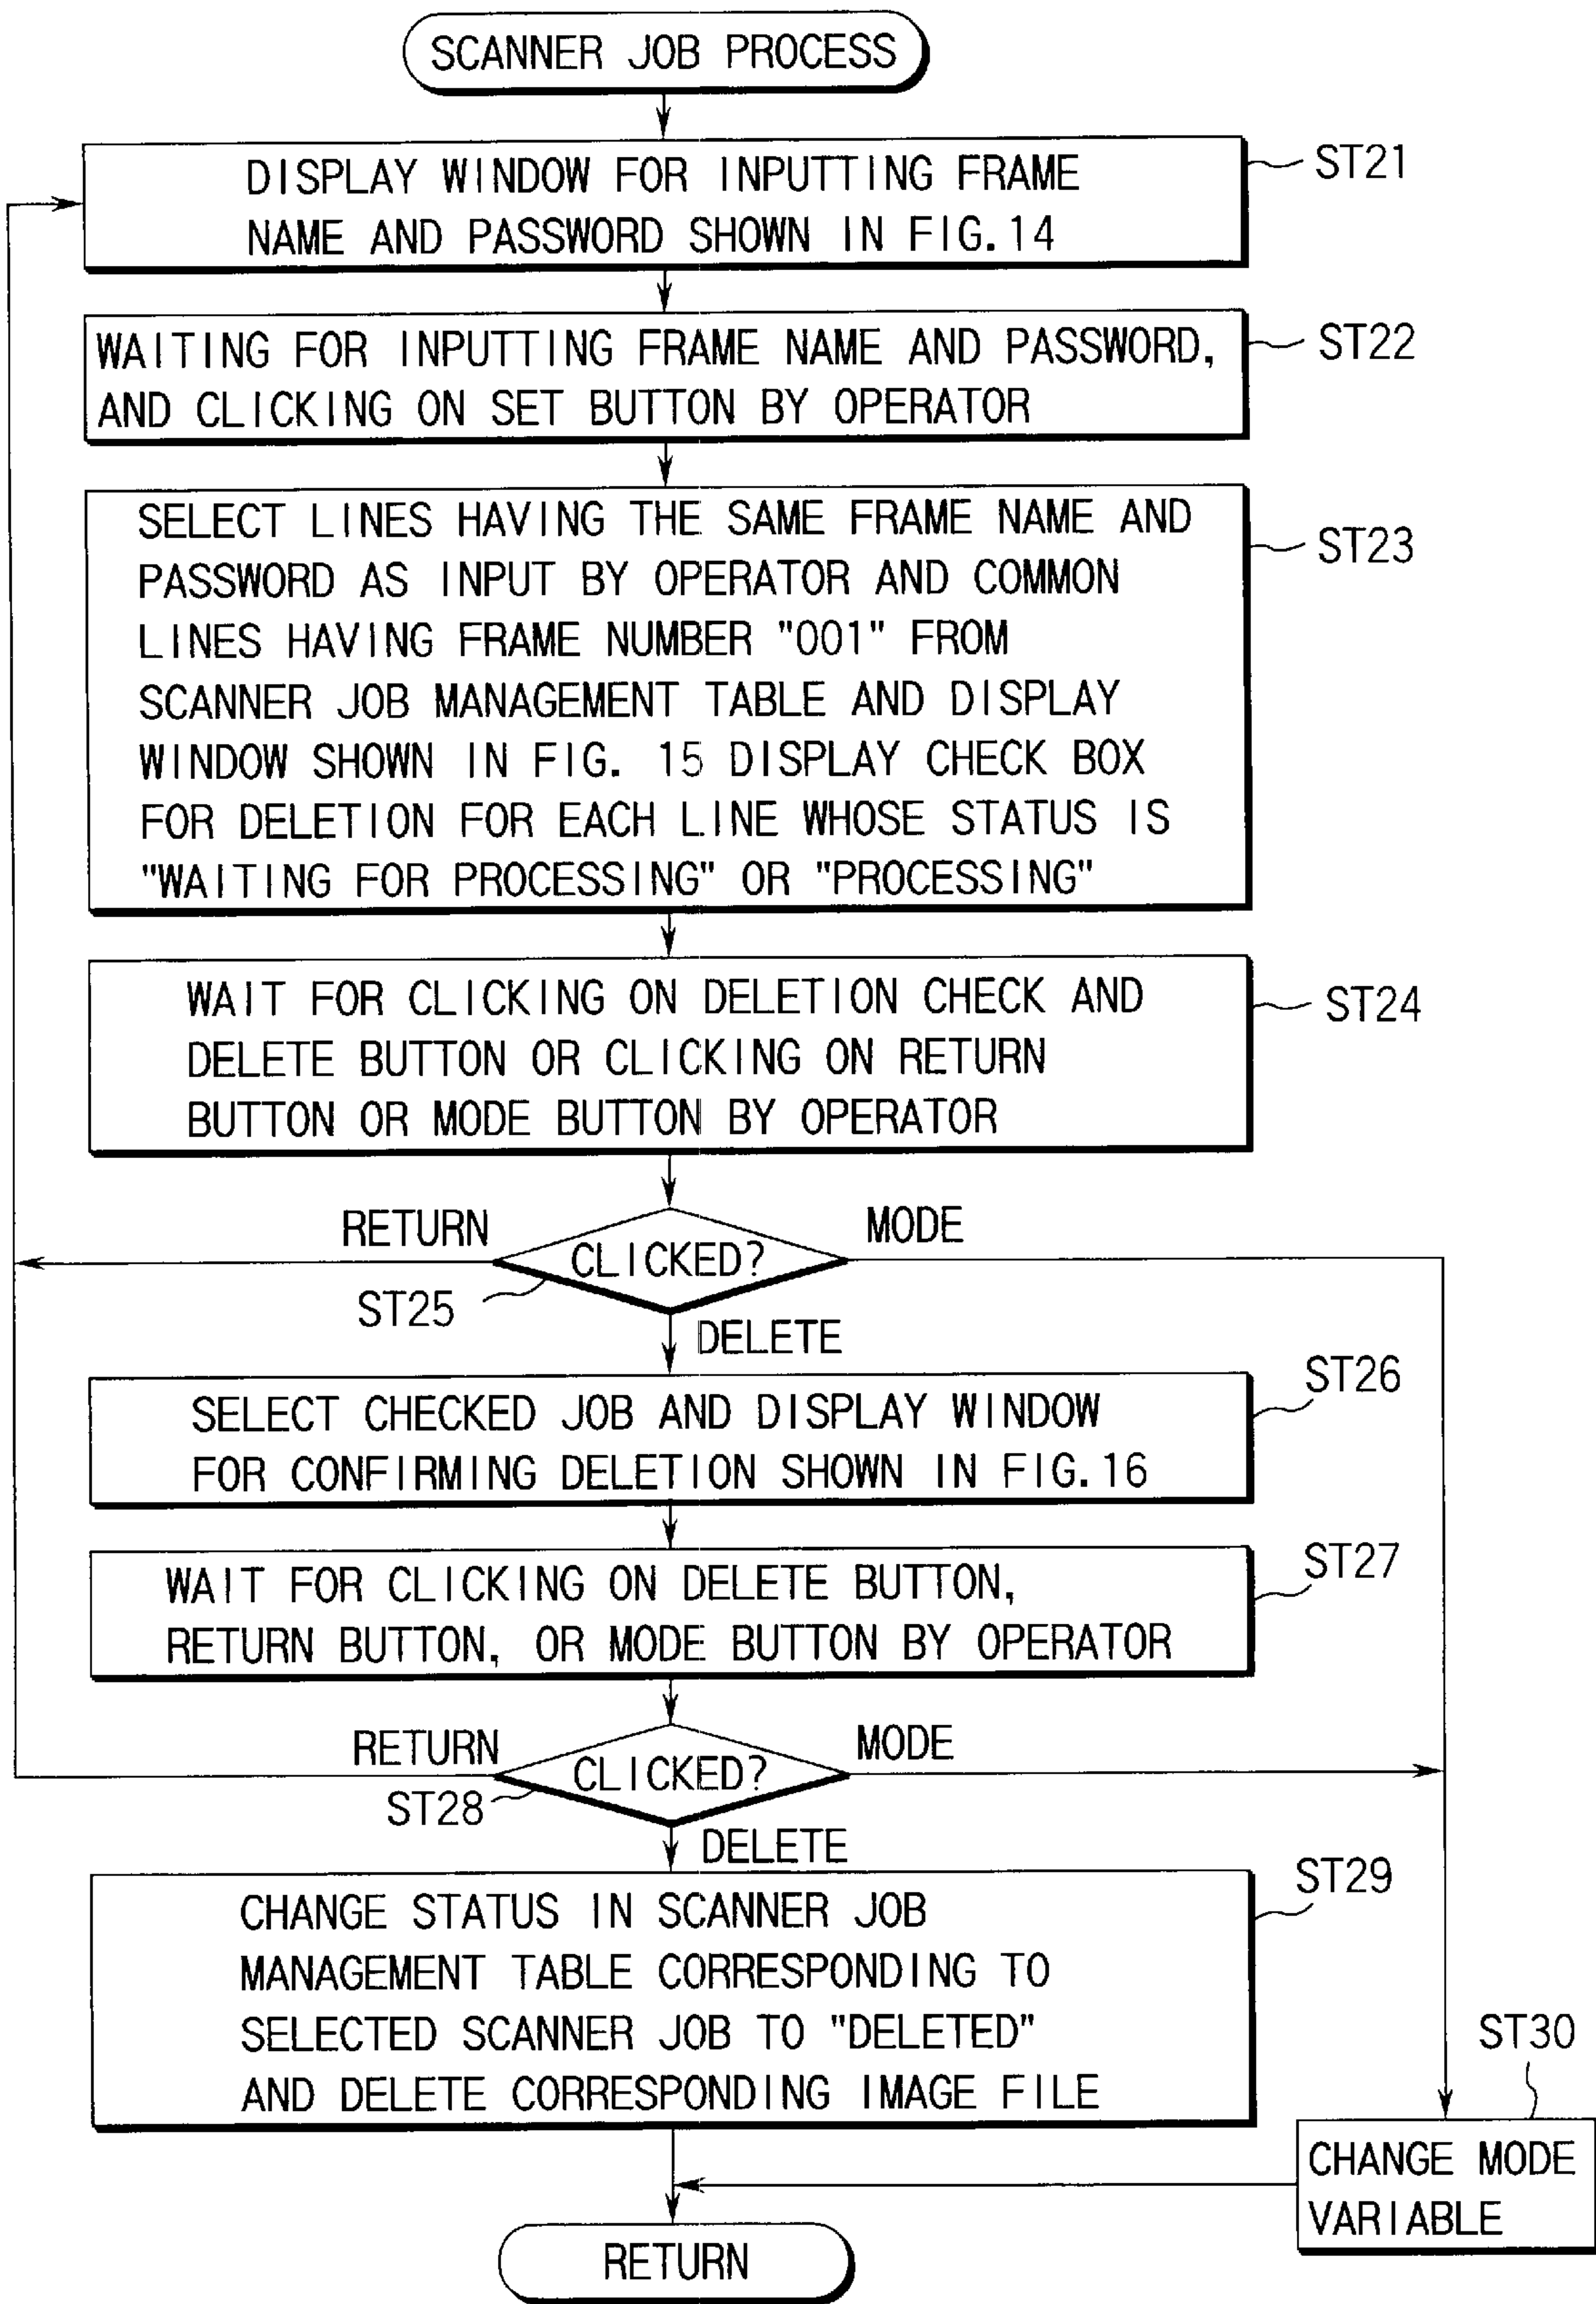 SCANNER JOB PROCESS
DISPLAY WINDOW FOR INPUTTING FRAME
NAME AND PASSWORD SHOWN IN FIG.14
ST21
WAITING FOR INPUTTING FRAME NAME AND PASSWORD,
AND CLICKING ON SET BUTTON BY OPERATOR
ST22
SELECT LINES HAVING THE SAME FRAME NAME AND
PASSWORD AS INPUT BY OPERATOR AND COMMON
LINES HAVING FRAME NUMBER "001" FROM
SCANNER JOB MANAGEMENT TABLE AND DISPLAY
WINDOW SHOWN IN FIG. 15 DISPLAY CHECK BOX
FOR DELETION FOR EACH LINE WHOSE STATUS IS
"WAITING FOR PROCESSING" OR "PROCESSING"
ST23
WAIT FOR CLICKING ON DELETION CHECK AND
DELETE BUTTON OR CLICKING ON RETURN
BUTTON OR MODE BUTTON BY OPERATOR
ST24
RETURN
CLICKED?
MODE
ST25
DELETE
SELECT CHECKED JOB AND DISPLAY WINDOW
FOR CONFIRMING DELETION SHOWN IN FIG.16
ST26
WAIT FOR CLICKING ON DELETE BUTTON,
RETURN BUTTON, OR MODE BUTTON BY OPERATOR
ST27
RETURN
CLICKED?
MODE
ST28
DELETE
CHANGE STATUS IN SCANNER JOB
MANAGEMENT TABLE CORRESPONDING TO
SELECTED SCANNER JOB TO "DELETED"
AND DELETE CORRESPONDING IMAGE FILE
ST29
ST30
CHANGE MODE
VARIABLE
RETURN